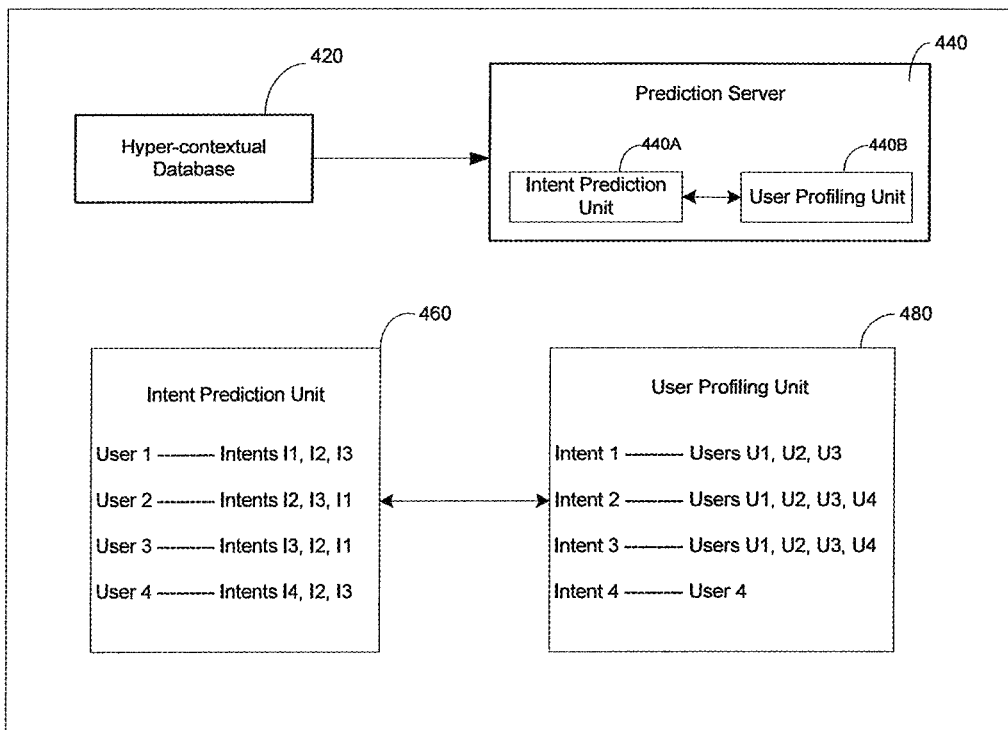 420
Hyper-contextual
Database
440
Prediction Server
440A
Intent Prediction
Unit
440B
User Profiling Unit
460
Intent Prediction Unit
User 1 --------- Intents I1, I2, I3
User 2 --------- Intents I2, I3, I1
User 3 --------- Intents I3, I2, I1
User 4 --------- Intents I4, I2, I3
480
User Profiling Unit
Intent 1 --------- Users U1, U2, U3
Intent 2 --------- Users U1, U2, U3, U4
Intent 3 --------- Users U1, U2, U3, U4
Intent 4 --------- User 4